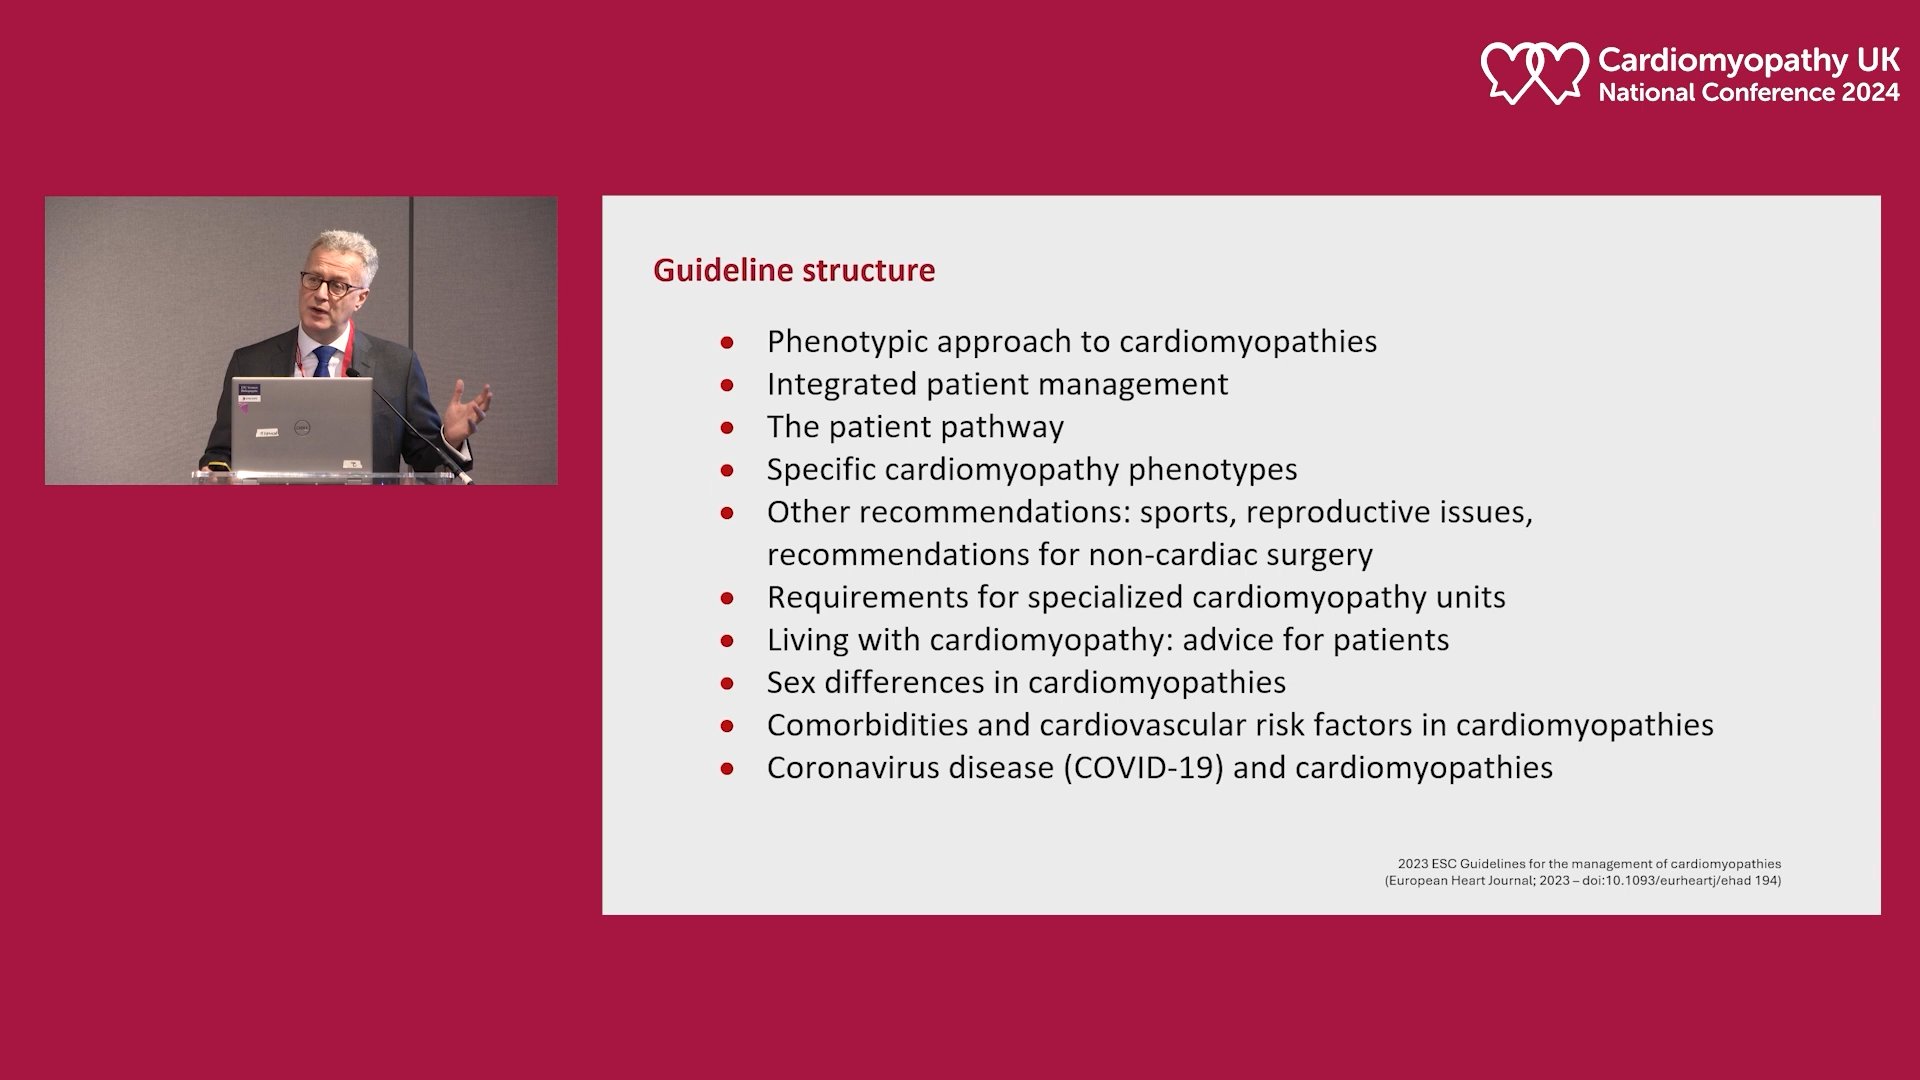 Cardiomyopathy UK
National Conference 2024
Guideline structure
• Phenotypic approach to cardiomyopathies
• Integrated patient management
• The patient pathway
• Specific cardiomyopathy phenotypes
• Other recommendations: sports, reproductive issues,
recommendations for non-cardiac surgery
• Requirements for specialized cardiomyopathy units
• Living with cardiomyopathy: advice for patients
• Sex differences in cardiomyopathies
• Comorbidities and cardiovascular risk factors in cardiomyopathies
• Coronavirus disease (COVID-19) and cardiomyopathies
2023 ESC Guidelines for the management of cardiomyopathies
(European Heart Journal; 2023 – doi:10.1093/eurheartj/ehad 194)